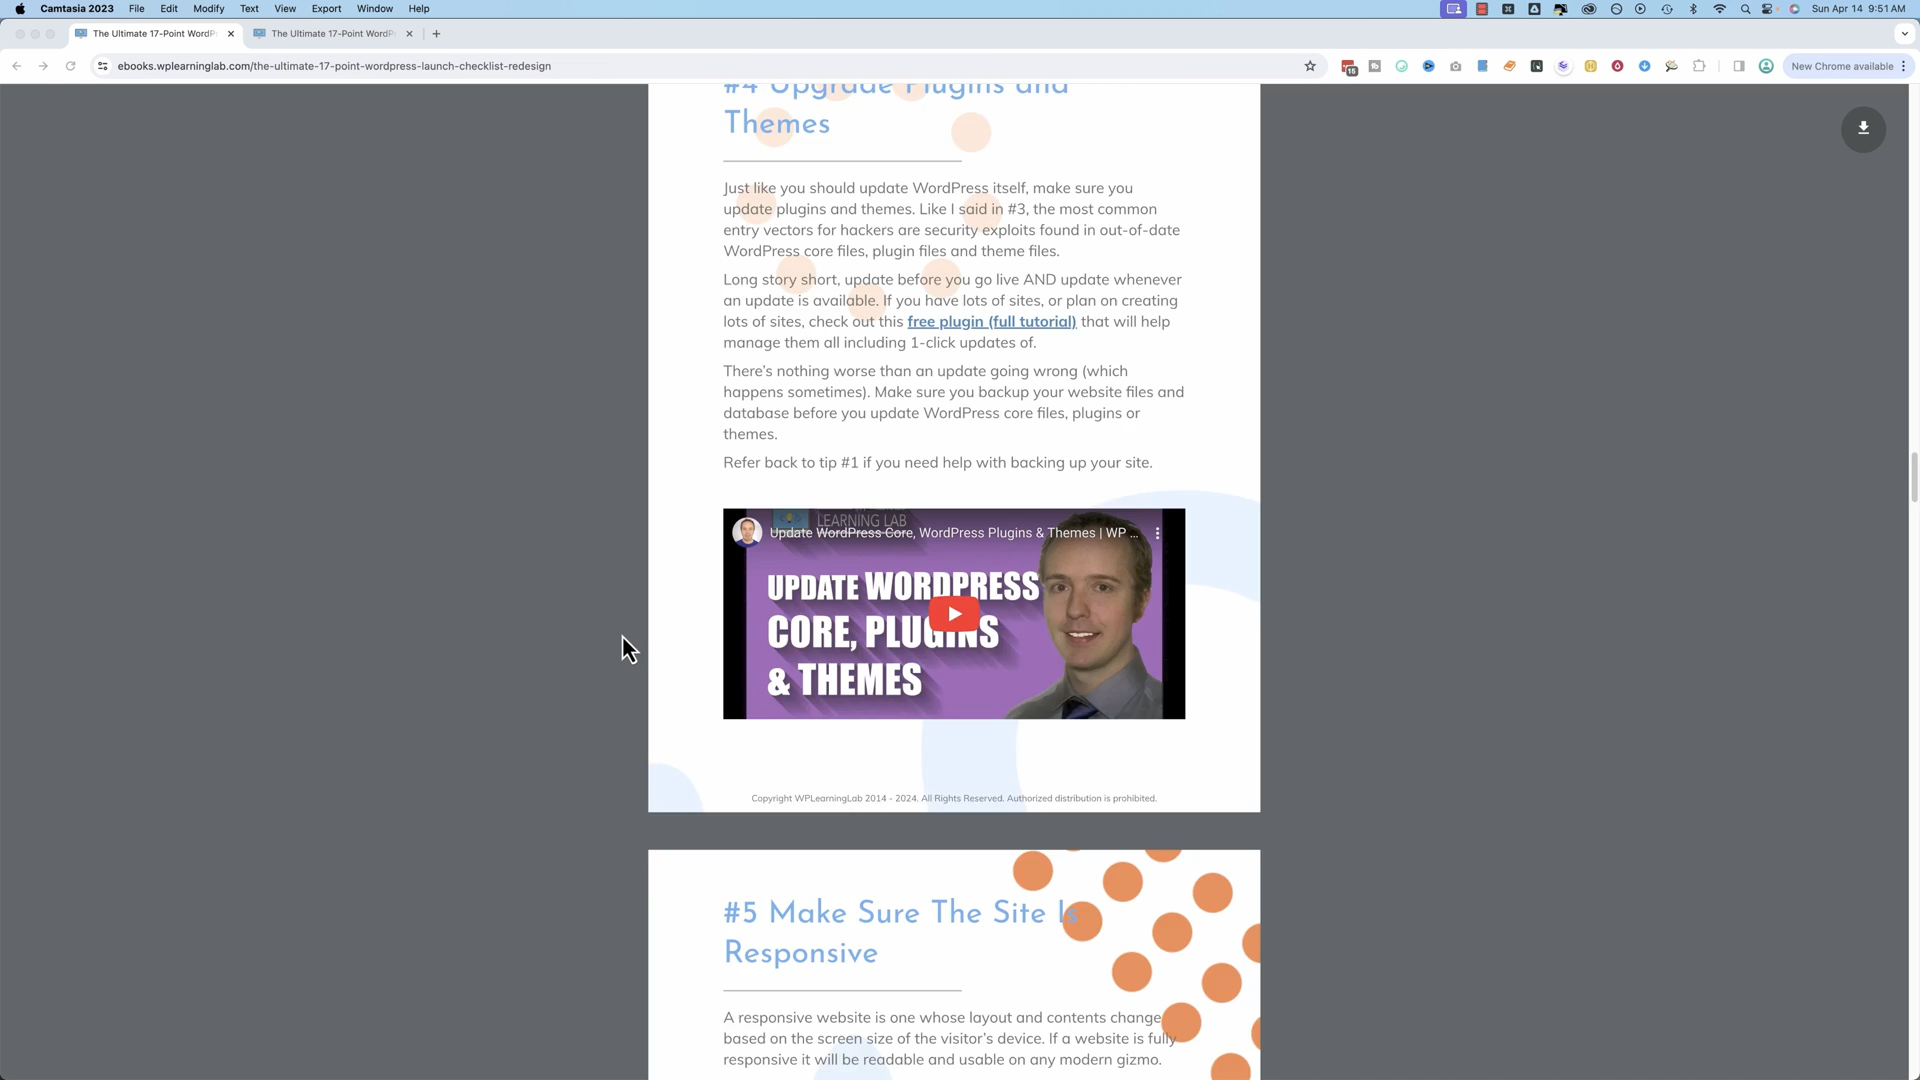 Camtasia 2023 File Edit Modify Text View Export Window Help
Sun Apr 14 9:51 AM
The Ultimate 17-Point WordPr
The Ultimate 17-Point WordPr
ebooks.wplearninglab.com/the-ultimate-17-point-wordpress-launch-checklist-redesign
15
New Chrome available
#4 Upgrade Plugins and
Themes
Just like you should update WordPress itself, make sure you
update plugins and themes. Like I said in #3, the most common
entry vectors for hackers are security exploits found in out-of-date
WordPress core files, plugin files and theme files.
Long story short, update before you go live AND update whenever
an update is available. If you have lots of sites, or plan on creating
lots of sites, check out this free plugin (full tutorial) that will help
manage them all including 1-click updates of.
There's nothing worse than an update going wrong (which
happens sometimes). Make sure you backup your website files and
database before you update WordPress core files, plugins or
themes.
Refer back to tip #1 if you need help with backing up your site.
LEARNING LAB
Update WordPress Core, WordPress Plugins & Themes | WP ...
UPDATE WORDPRESS
CORE, PLUGINS
& THEMES
Copyright WPLearningLab 2014 - 2024. All Rights Reserved. Authorized distribution is prohibited.
#5 Make Sure The Site Is
Responsive
A responsive website is one whose layout and contents change
based on the screen size of the visitor's device. If a website is fully
responsive it will be readable and usable on any modern gizmo.